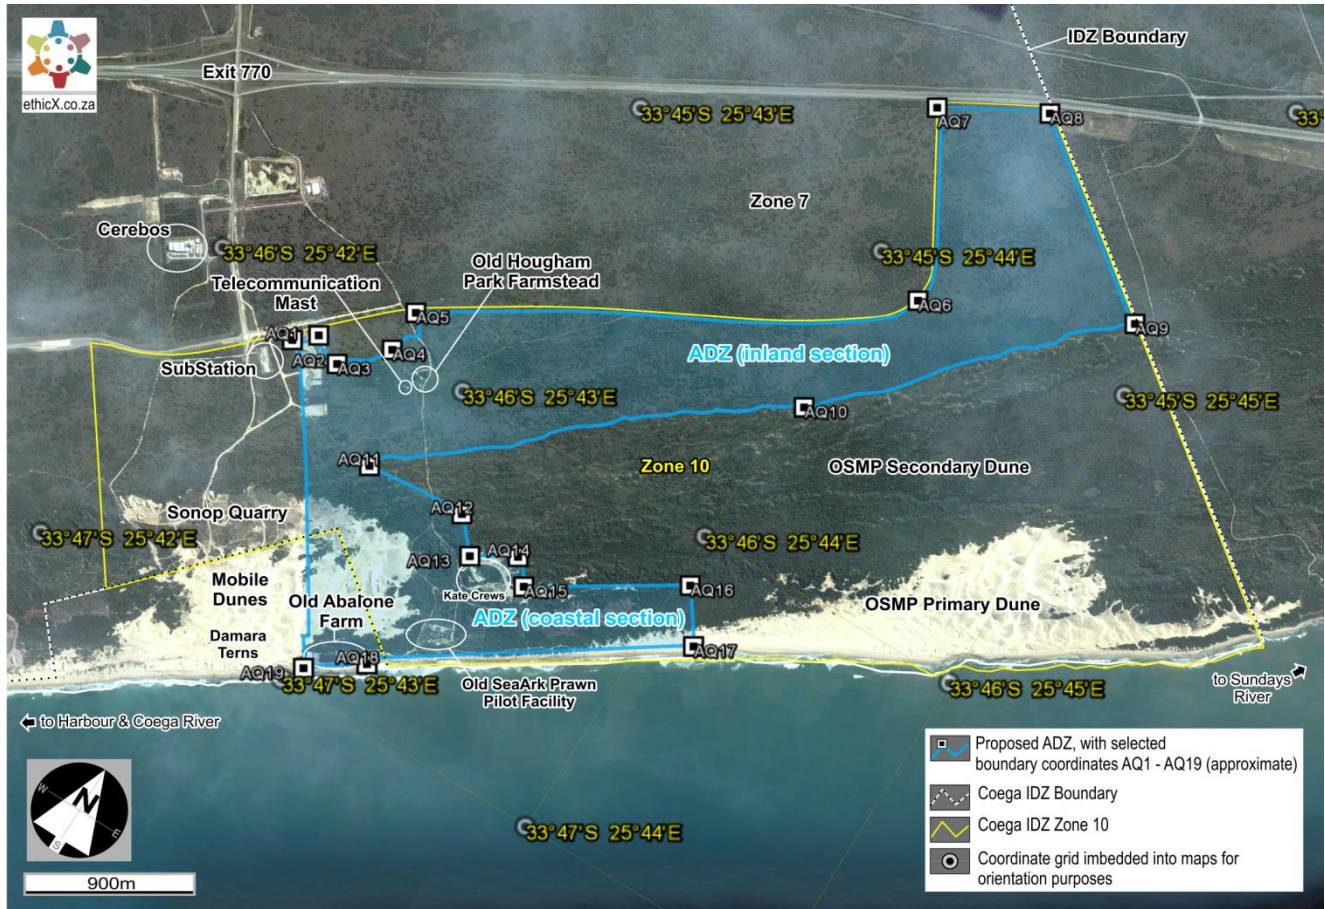 ethicX.co.za
Exit 770
IDZ Boundary
33°45'S 25°43'E
33°
AQ7
AQ8
Zone 7
Cerebos
33°46'S 25°42'E
33°45'S 25°44'E
Telecommunication
Mast
Old Hougham
Park Farmstead
AQ1
AQ2
AQ3
AQ4
AQ5
AQ6
AQ9
SubStation
ADZ (inland section)
33°46'S 25°43'E
33°45'S 25°45'E
AQ10
AQ11
Zone 10
OSMP Secondary Dune
AQ12
Sonop Quarry
33°47'S 25°42'E
33°46'S 25°44'E
AQ13
AQ14
Mobile
Dunes
Old Abalone
Farm
Kate Crews
AQ15
AQ16
ADZ (coastal section)
OSMP Primary Dune
Damara
Terns
AQ17
AQ18
AQ19
33°47'S 25°43'E
Old SeaArk Prawn
Pilot Facility
33°46'S 25°45'E
to Sundays
River
to Harbour & Coega River
33°47'S 25°44'E
N
W
E
S
900m
Proposed ADZ, with selected
boundary coordinates AQ1 - AQ19 (approximate)
Coega IDZ Boundary
Coega IDZ Zone 10
Coordinate grid imbedded into maps for
orientation purposes